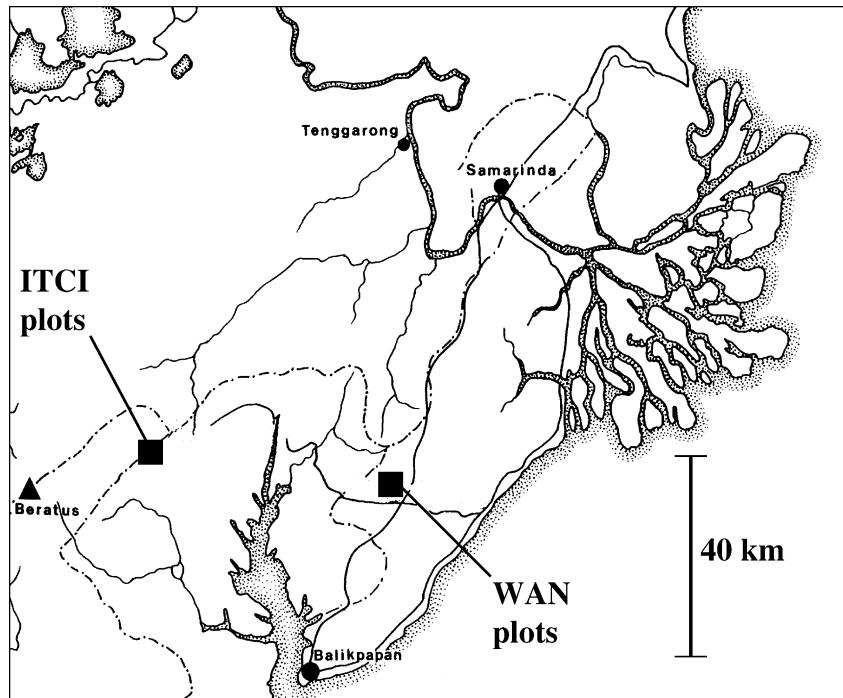 Tenggarong
Samarinda
ITCI
plots
Beratus
40 km
WAN
plots
Balikpapan